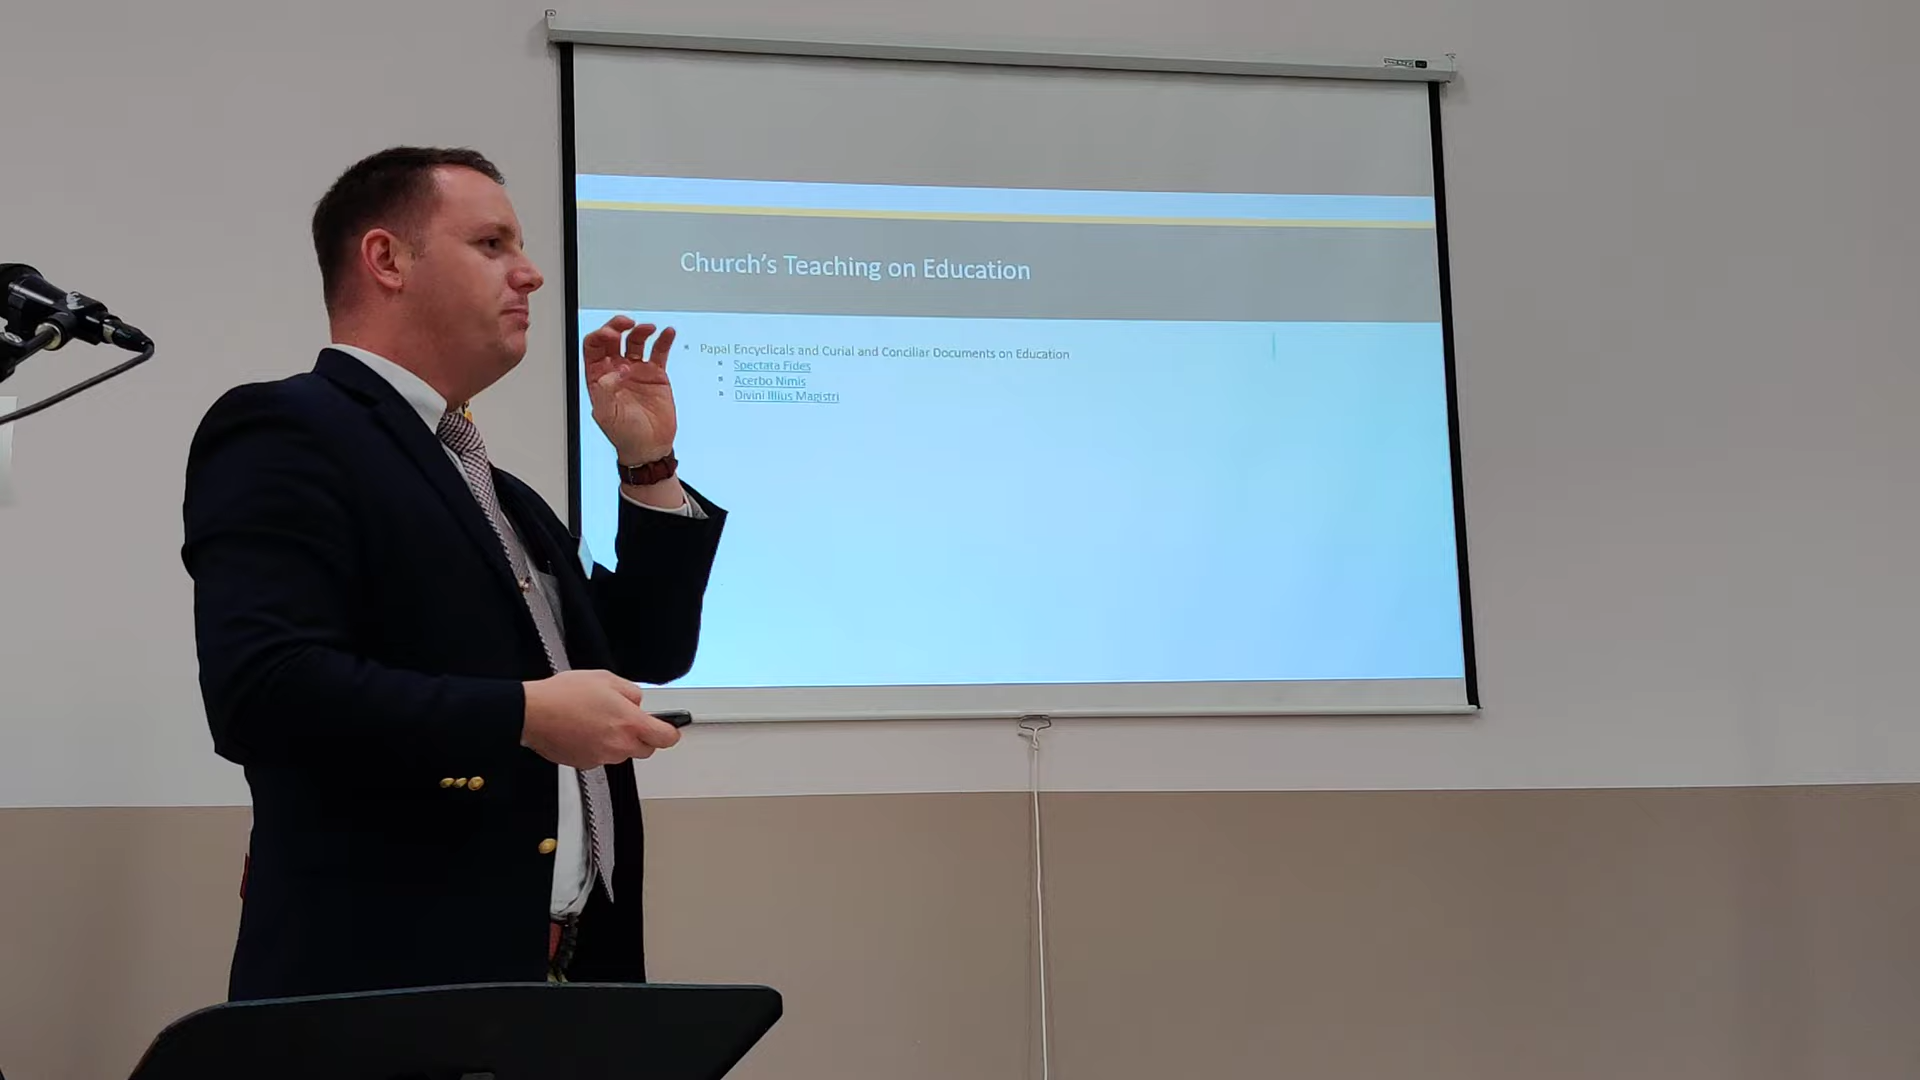 Church's Teaching on Education
Papal Encyclicals and Curial and Conciliar Documents on Education
Spectata Fides
Acerbo Nimis
Divini Illius Magistri